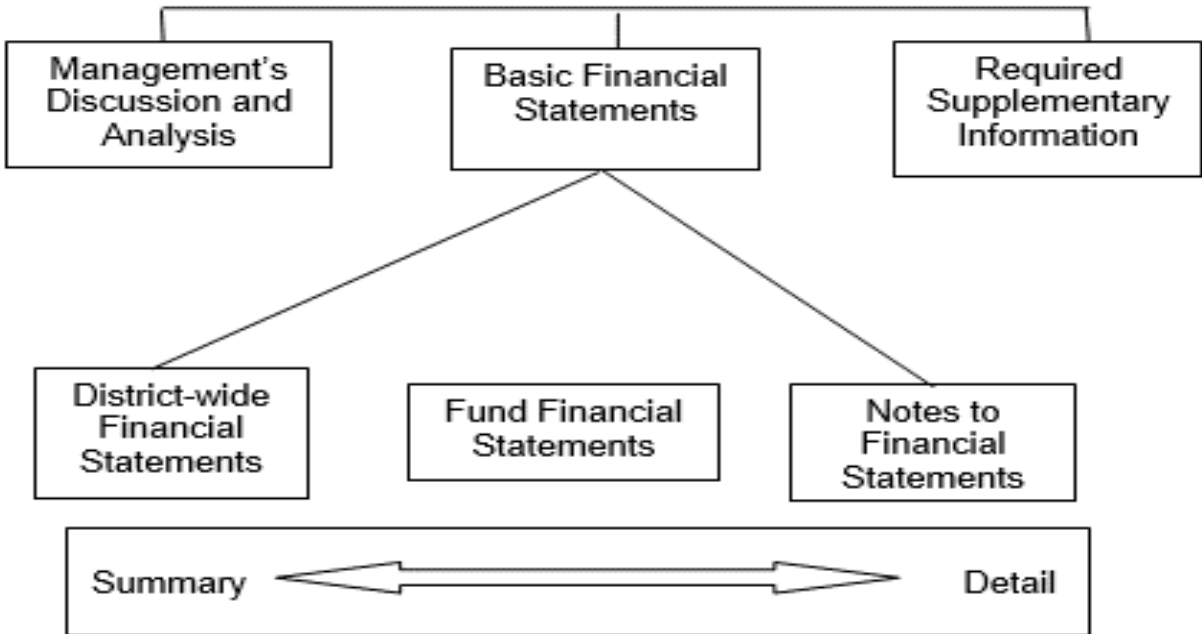 Management's
Discussion and
Analysis
Basic Financial
Statements
Required
Supplementary
Information
District-wide
Financial
Statements
Fund Financial
Statements
Notes to
Financial
Statements
Summary
Detail